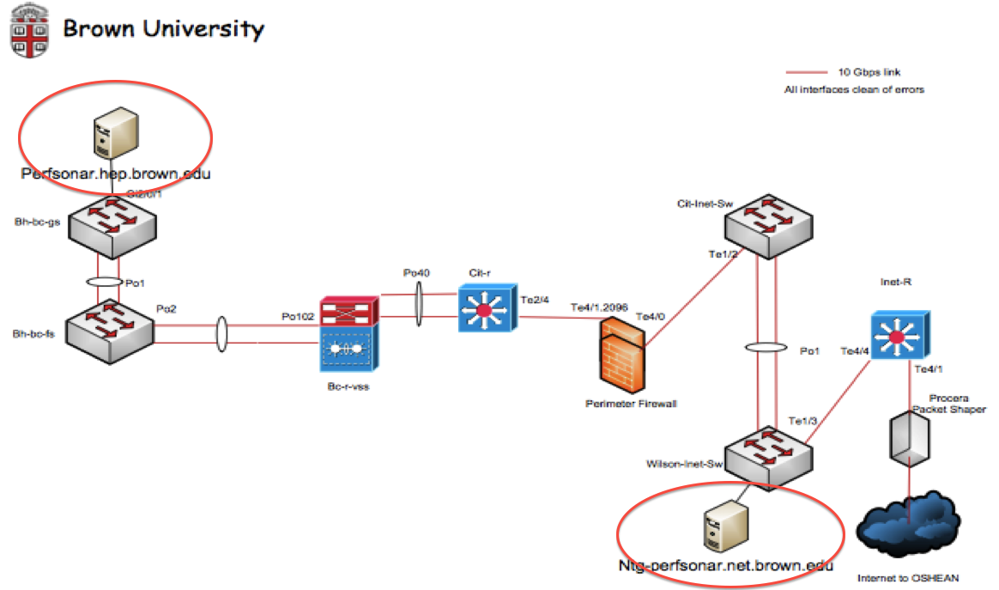 Brown University
10 Gbps link
All interfaces clean of errors
Perfsonar.hep.brown.edu
Gi2/0/1
Bh-bc-gs
Po1
Bh-bc-fs
Po2
Po102
Bc-r-vss
Po40
Cit-r
Te2/4
Te4/1.2096
Te4/0
Perimeter Firewall
Cit-Inet-Sw
Te1/2
Po1
Inet-R
Te4/4
Te4/1
Procera
Packet Shaper
Te1/3
Wilson-Inet-Sw
Ntg-perfsonar.net.brown.edu
Internet to OSHEAN